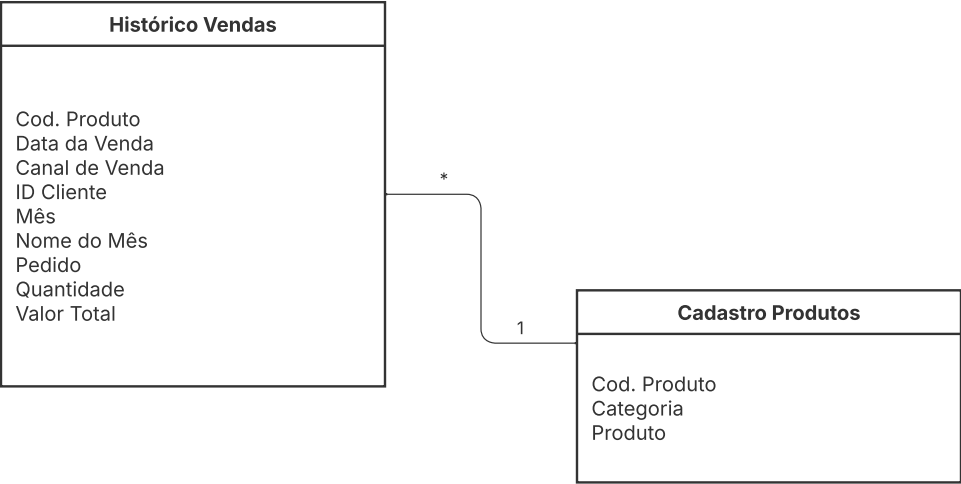 Histórico Vendas
Cod. Produto
Data da Venda
Canal de Venda
ID Cliente
Mês
Nome do Mês
Pedido
Quantidade
Valor Total
*
1
Cadastro Produtos
Cod. Produto
Categoria
Produto